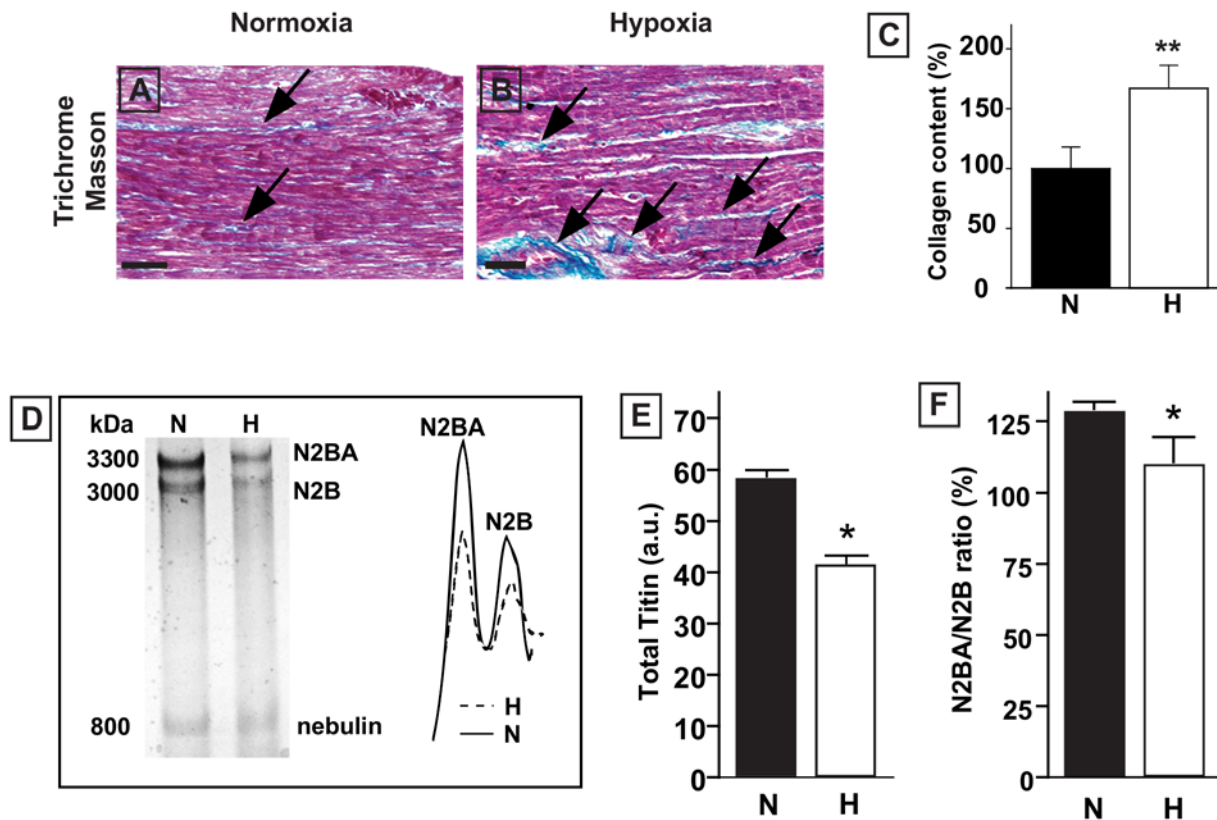 Normoxia
Hypoxia
Trichrome
Masson
A
B
C
Collagen content (%)
200
**
150
100
50
0
N
H
D
kDa
N
H
3300
N2BA
3000
N2B
800
nebulin
N2BA
N2B
H
N
E
Total Titin (a.u.)
70
60
50
40
30
20
10
0
*
N
H
F
N2BA/N2B ratio (%)
125
100
75
50
25
0
*
N
H